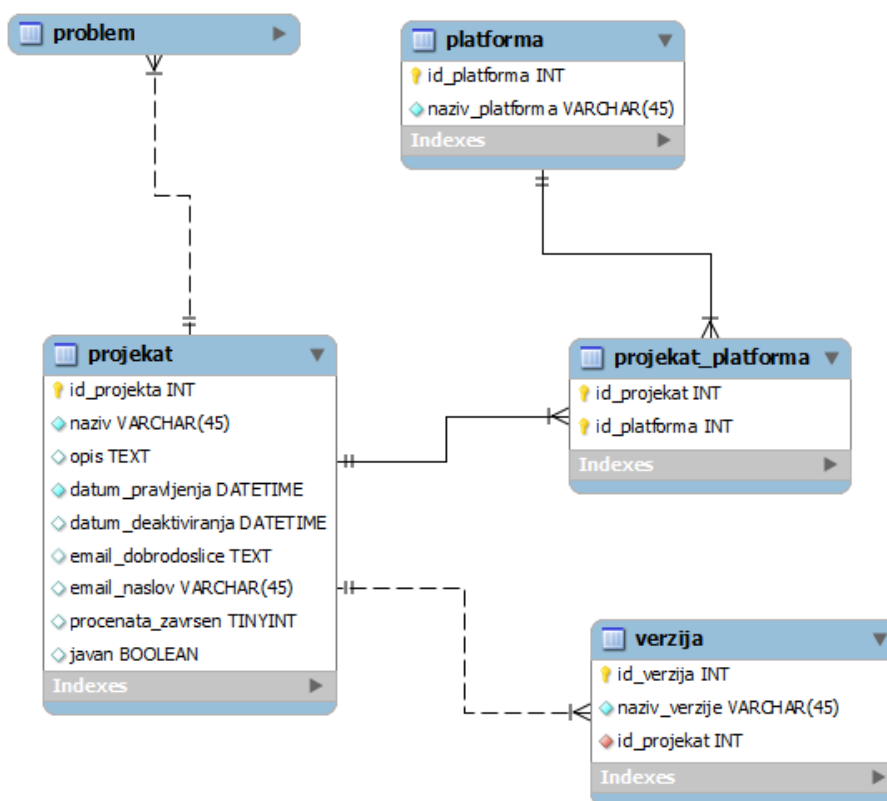 problem
platforma
id_platforma INT
naziv_platforma VARCHAR(45)
Indexes
projekat
id_projekta INT
naziv VARCHAR(45)
opis TEXT
datum_pravljenja DATETIME
datum_deaktiviranja DATETIME
email_dobrodoslice TEXT
email_naslov VARCHAR(45)
procenata_zavrsen TINYINT
javan BOOLEAN
Indexes
projekat_platforma
id_projekat INT
id_platforma INT
Indexes
verzija
id_verzija INT
naziv_verzije VARCHAR(45)
id_projekat INT
Indexes